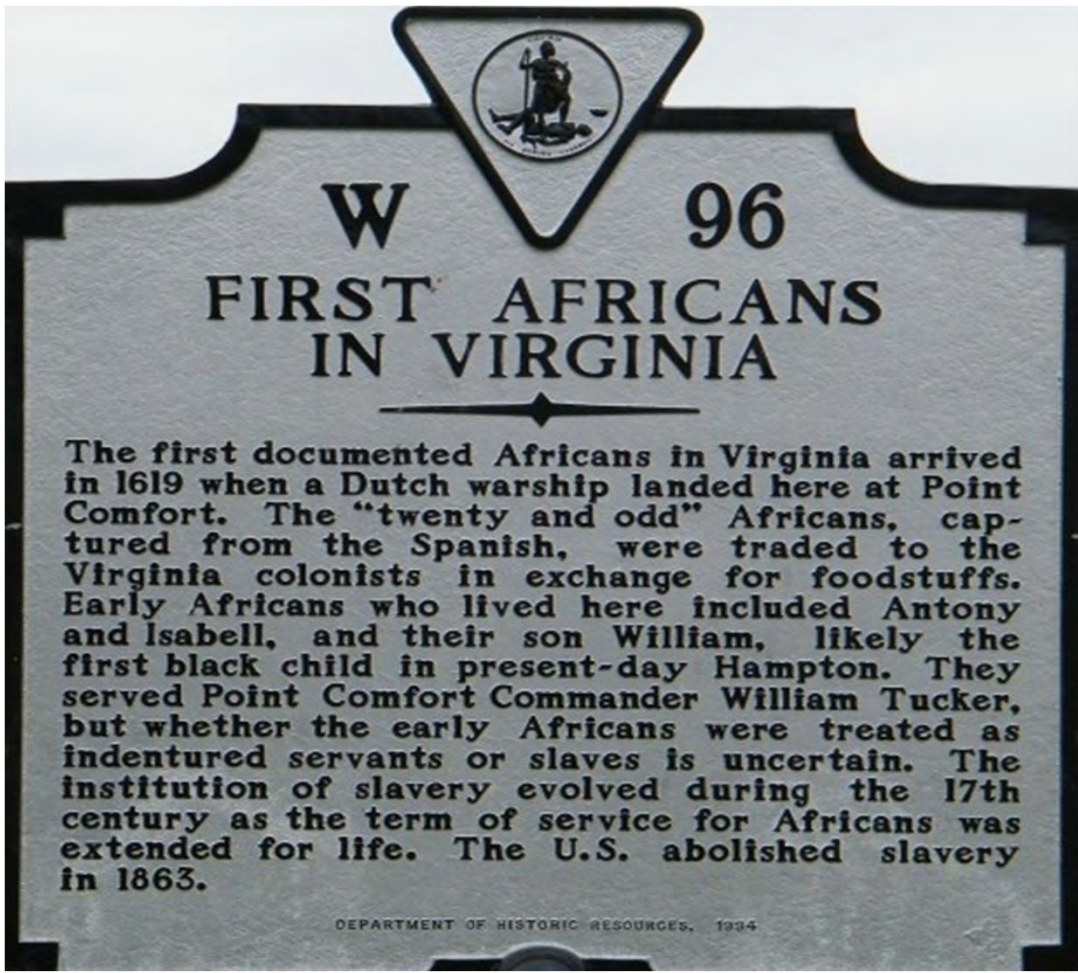 W 96
FIRST AFRICANS
IN VIRGINIA
The first documented Africans in Virginia arrived
in 1619 when a Dutch warship landed here at Point
Comfort. The “twenty and odd” Africans, cap-
tured from the Spanish, were traded to the
Virginia colonists in exchange for foodstuffs.
Early Africans who lived here included Antony
and Isabell, and their son William, likely the
first black child in present-day Hampton. They
served Point Comfort Commander William Tucker,
but whether the early Africans were treated as
indentured servants or slaves is uncertain. The
institution of slavery evolved during the 17th
century as the term of service for Africans was
extended for life. The U.S. abolished slavery
in 1863.
DEPARTMENT OF HISTORIC RESOURCES, 1994